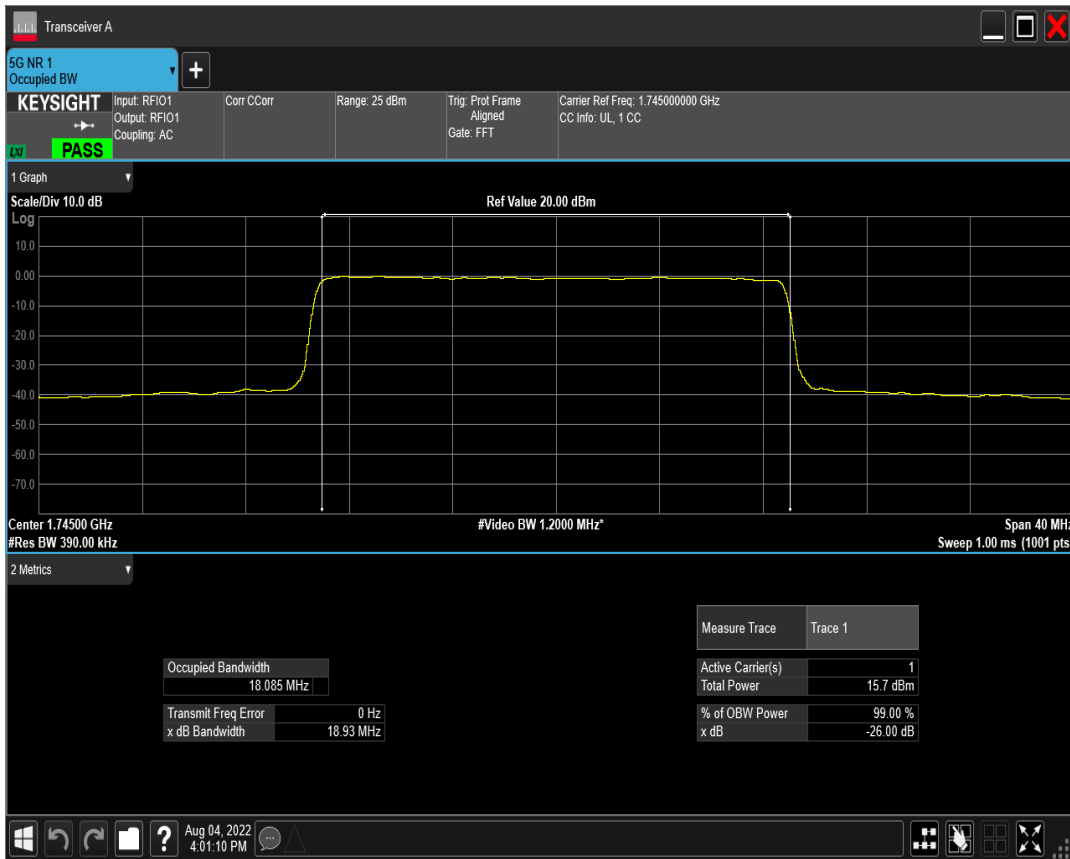 Transceiver A
5G NR 1
Occupied BW
+
KEYSIGHT
LXI
PASS
Input: RFIO1
Output: RFIO1
Coupling: AC
Corr CCorr
Range: 25 dBm
Trig: Prot Frame
Aligned
Gate: FFT
Carrier Ref Freq: 1.745000000 GHz
CC Info: UL, 1 CC
1 Graph
Scale/Div 10.0 dB
Ref Value 20.00 dBm
Log
10.0
0.00
-10.0
-20.0
-30.0
-40.0
-50.0
-60.0
-70.0
Center 1.74500 GHz
#Video BW 1.2000 MHz*
Span 40 MHz
#Res BW 390.00 kHz
Sweep 1.00 ms (1001 pts
2 Metrics
Measure Trace Trace 1
Occupied Bandwidth
18.085 MHz
Active Carrier(s) 1
Total Power 15.7 dBm
Transmit Freq Error 0 Hz
x dB Bandwidth 18.93 MHz
% of OBW Power 99.00 %
x dB -26.00 dB
?
Aug 04, 2022
4:01:10 PM